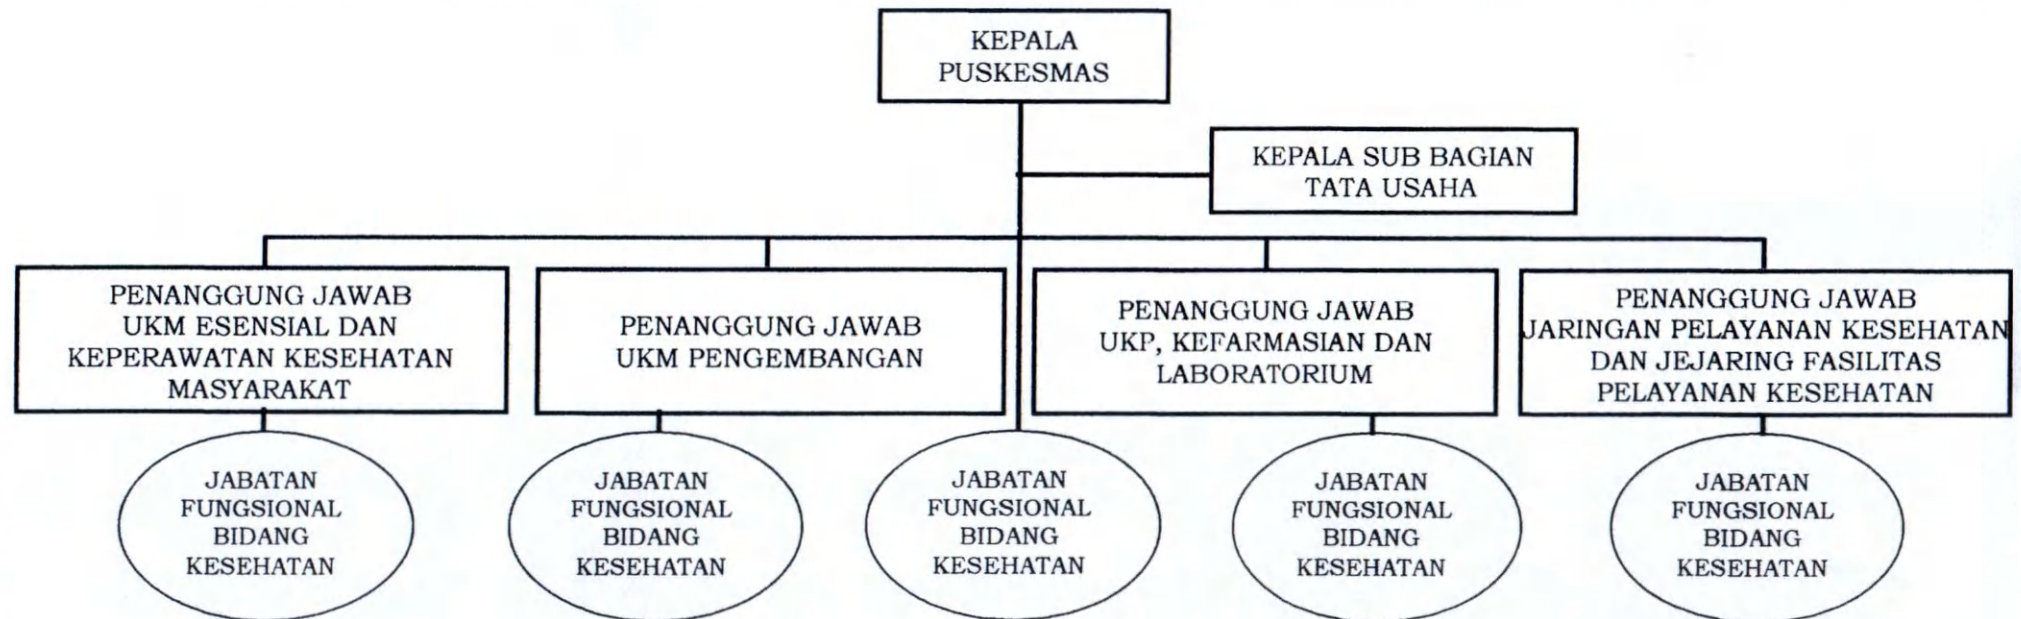 KEPALA
PUSKESMAS
KEPALA SUB BAGIAN
TATA USAHA
PENANGGUNG JAWAB
UKM ESENSIAL DAN
KEPERAWATAN KESEHATAN
MASYARAKAT
PENANGGUNG JAWAB
UKM PENGEMBANGAN
PENANGGUNG JAWAB
UKP, KEFARMASIAN DAN
LABORATORIUM
PENANGGUNG JAWAB
JARINGAN PELAYANAN KESEHATAN
DAN JEJARING FASILITAS
PELAYANAN KESEHATAN
JABATAN
FUNGSIONAL
BIDANG
KESEHATAN
JABATAN
FUNGSIONAL
BIDANG
KESEHATAN
JABATAN
FUNGSIONAL
BIDANG
KESEHATAN
JABATAN
FUNGSIONAL
BIDANG
KESEHATAN
JABATAN
FUNGSIONAL
BIDANG
KESEHATAN